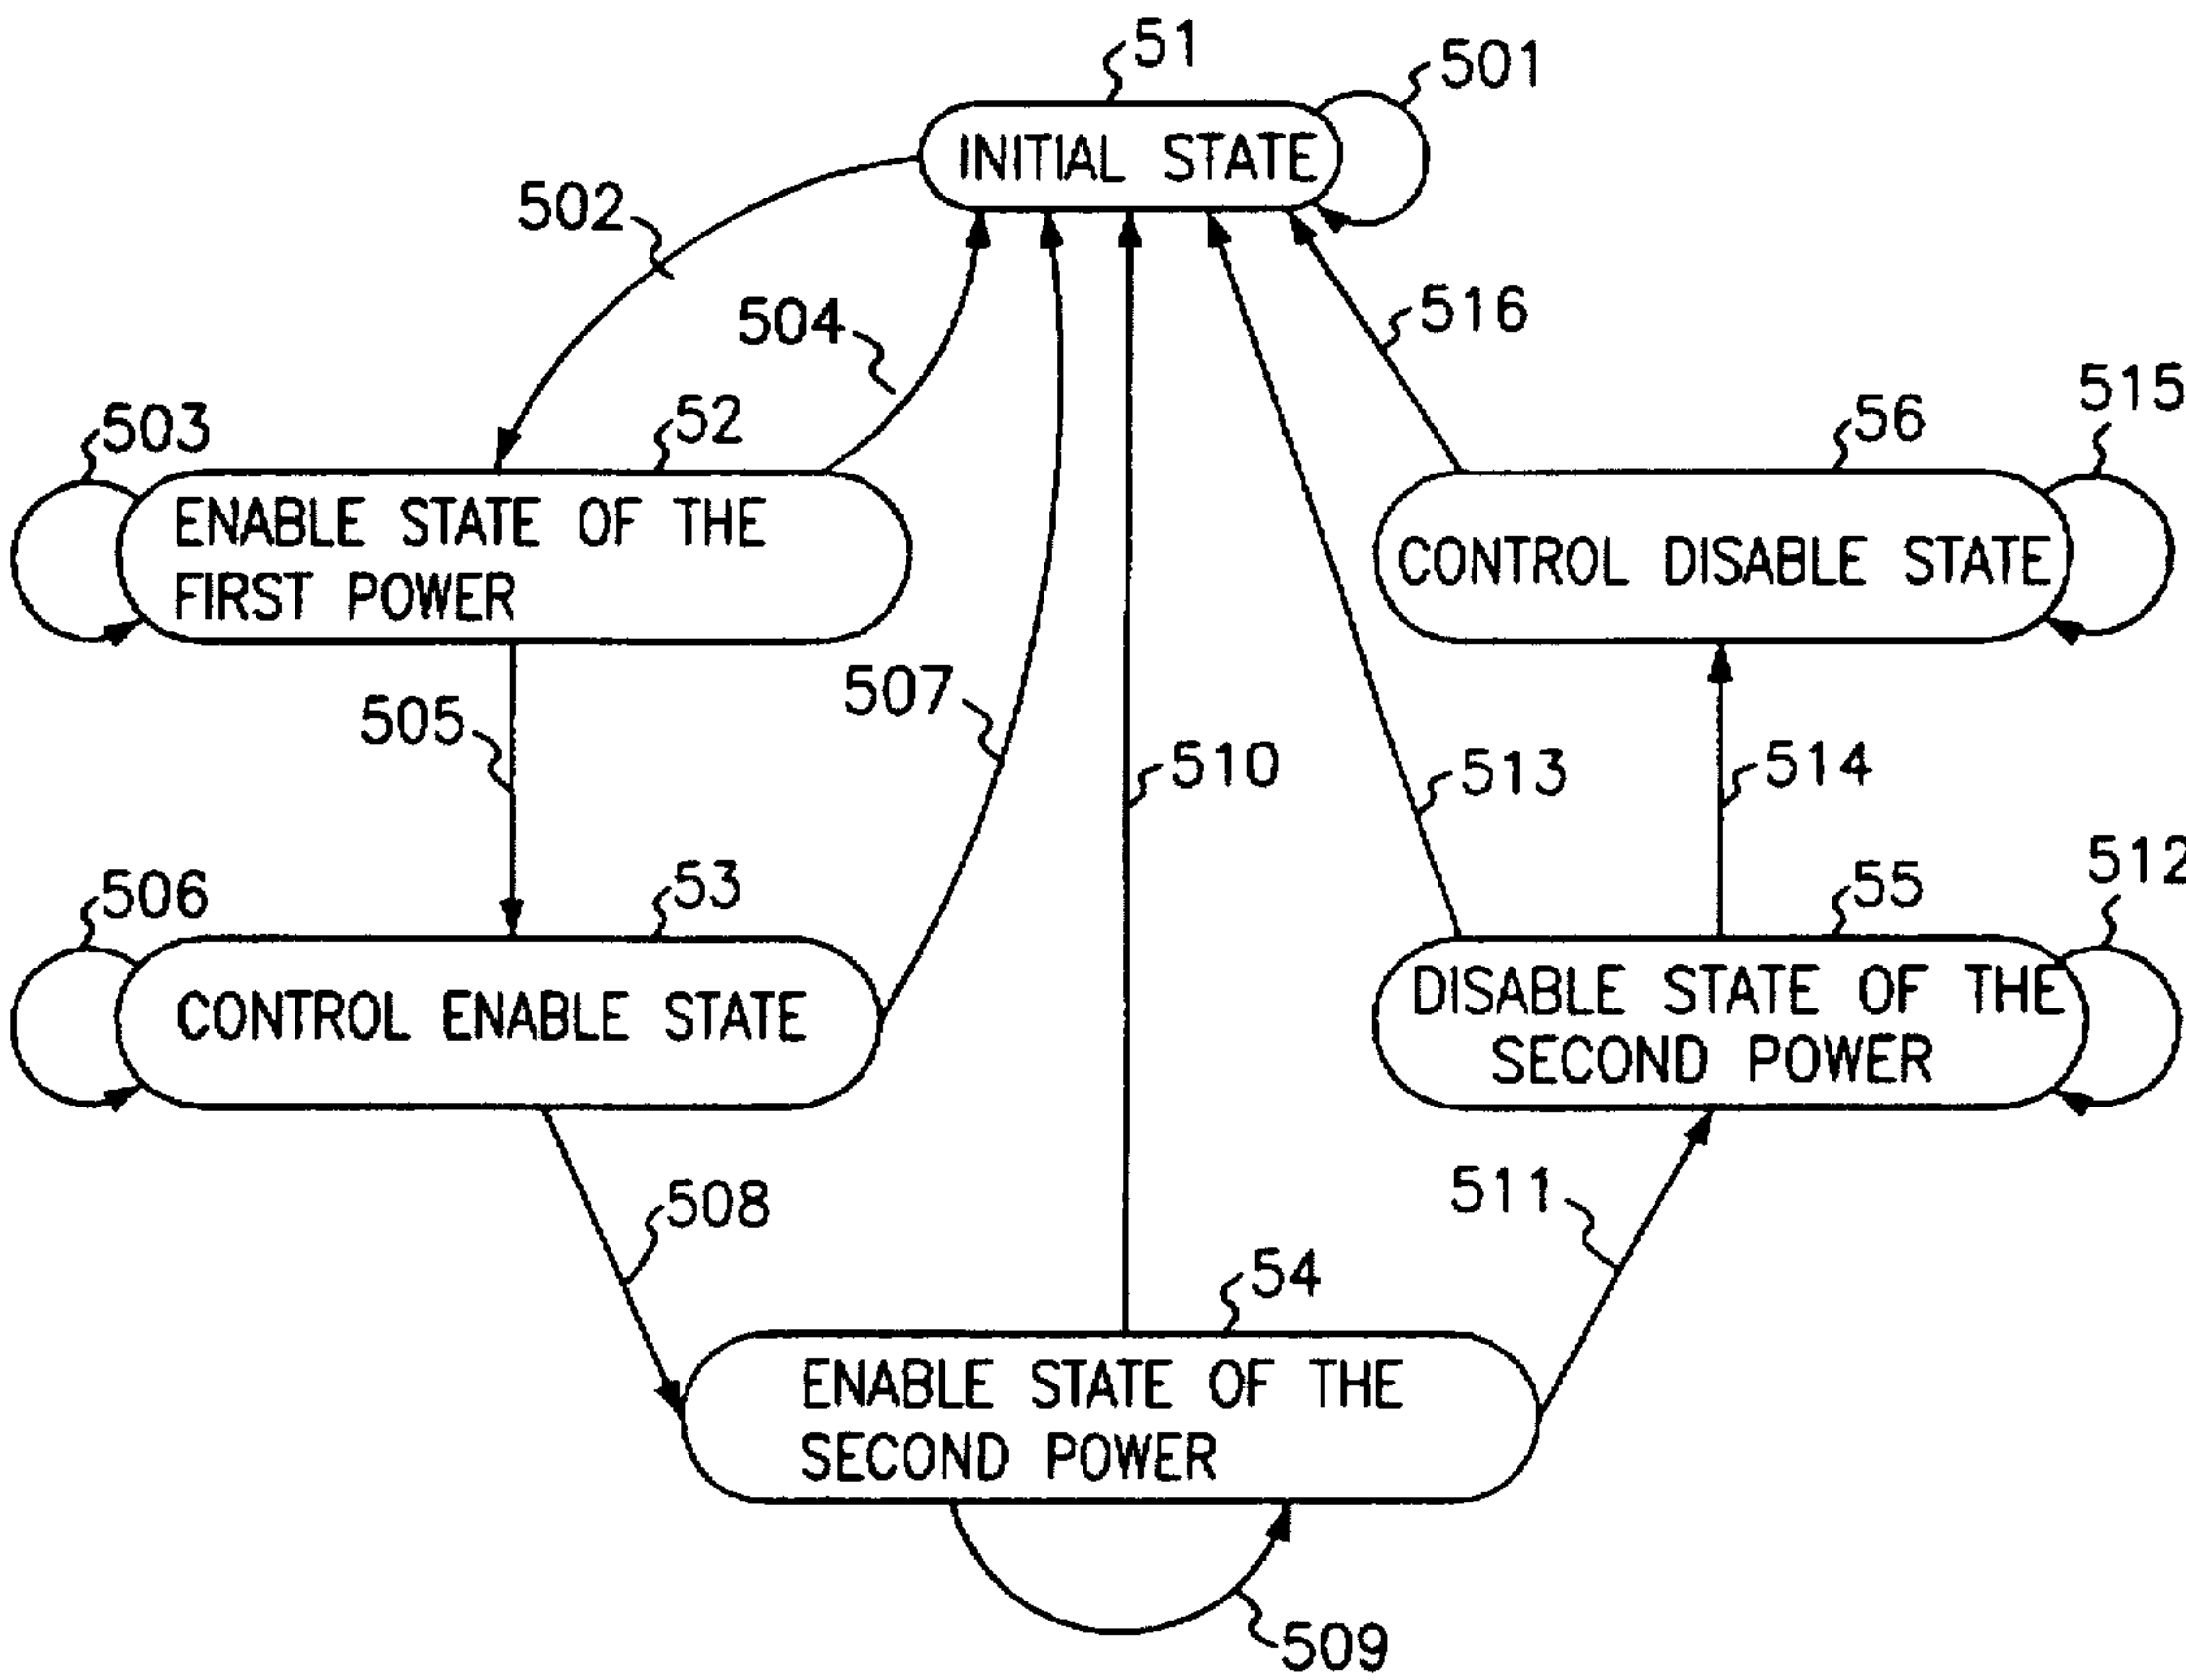 51
501
INITIAL STATE
502
504
516
503
52
56
515
ENABLE STATE OF THE
FIRST POWER
CONTROL DISABLE STATE
505
507
510
513
514
506
53
55
512
CONTROL ENABLE STATE
DISABLE STATE OF THE
SECOND POWER
508
511
54
ENABLE STATE OF THE
SECOND POWER
509